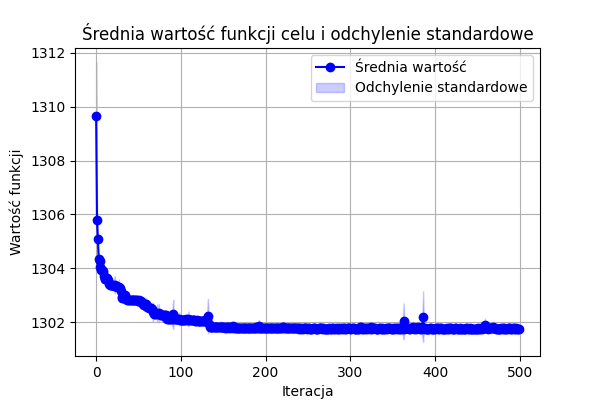 Średnia wartość funkcji celu i odchylenie standardowe
Średnia wartość
Odchylenie standardowe
Wartość funkcji
1312
1310
1308
1306
1304
1302
0 100 200 300 400 500
Iteracja